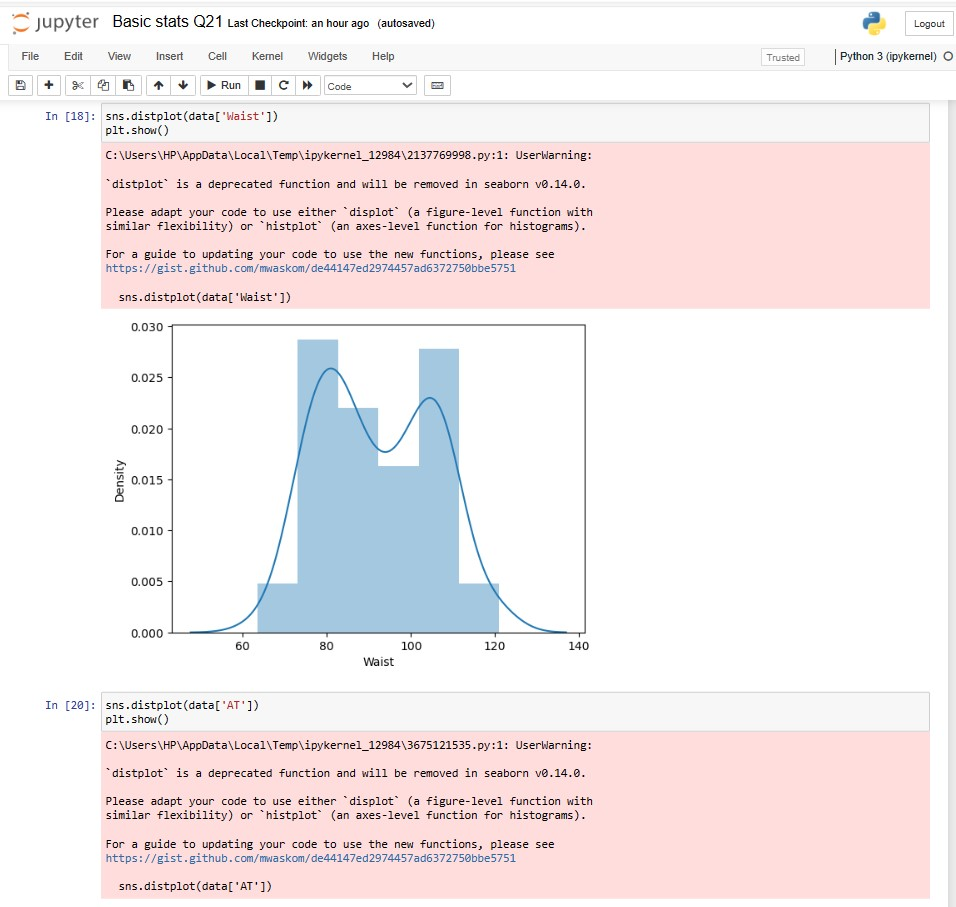 jupyter Basic stats Q21 Last Checkpoint: an hour ago (autosaved) Logout
File Edit View Insert Cell Kernel Widgets Help Trusted Python 3 (ipykernel)
Run Code
In [18]: sns.distplot(data['Waist'])
plt.show()
C:\Users\HP\AppData\Local\Temp\ipykernel_12984\2137769998.py:1: UserWarning:
`distplot` is a deprecated function and will be removed in seaborn v0.14.0.
Please adapt your code to use either `displot` (a figure-level function with
similar flexibility) or `histplot` (an axes-level function for histograms).
For a guide to updating your code to use the new functions, please see
https://gist.github.com/mwaskom/de44147ed2974457ad6372750bbe5751
sns.distplot(data['Waist'])
0.030
0.025
0.020
0.015
0.010
0.005
0.000
Density
60 80 100 120 140
Waist
In [20]: sns.distplot(data['AT'])
plt.show()
C:\Users\HP\AppData\Local\Temp\ipykernel_12984\3675121535.py:1: UserWarning:
`distplot` is a deprecated function and will be removed in seaborn v0.14.0.
Please adapt your code to use either `displot` (a figure-level function with
similar flexibility) or `histplot` (an axes-level function for histograms).
For a guide to updating your code to use the new functions, please see
https://gist.github.com/mwaskom/de44147ed2974457ad6372750bbe5751
sns.distplot(data['AT'])